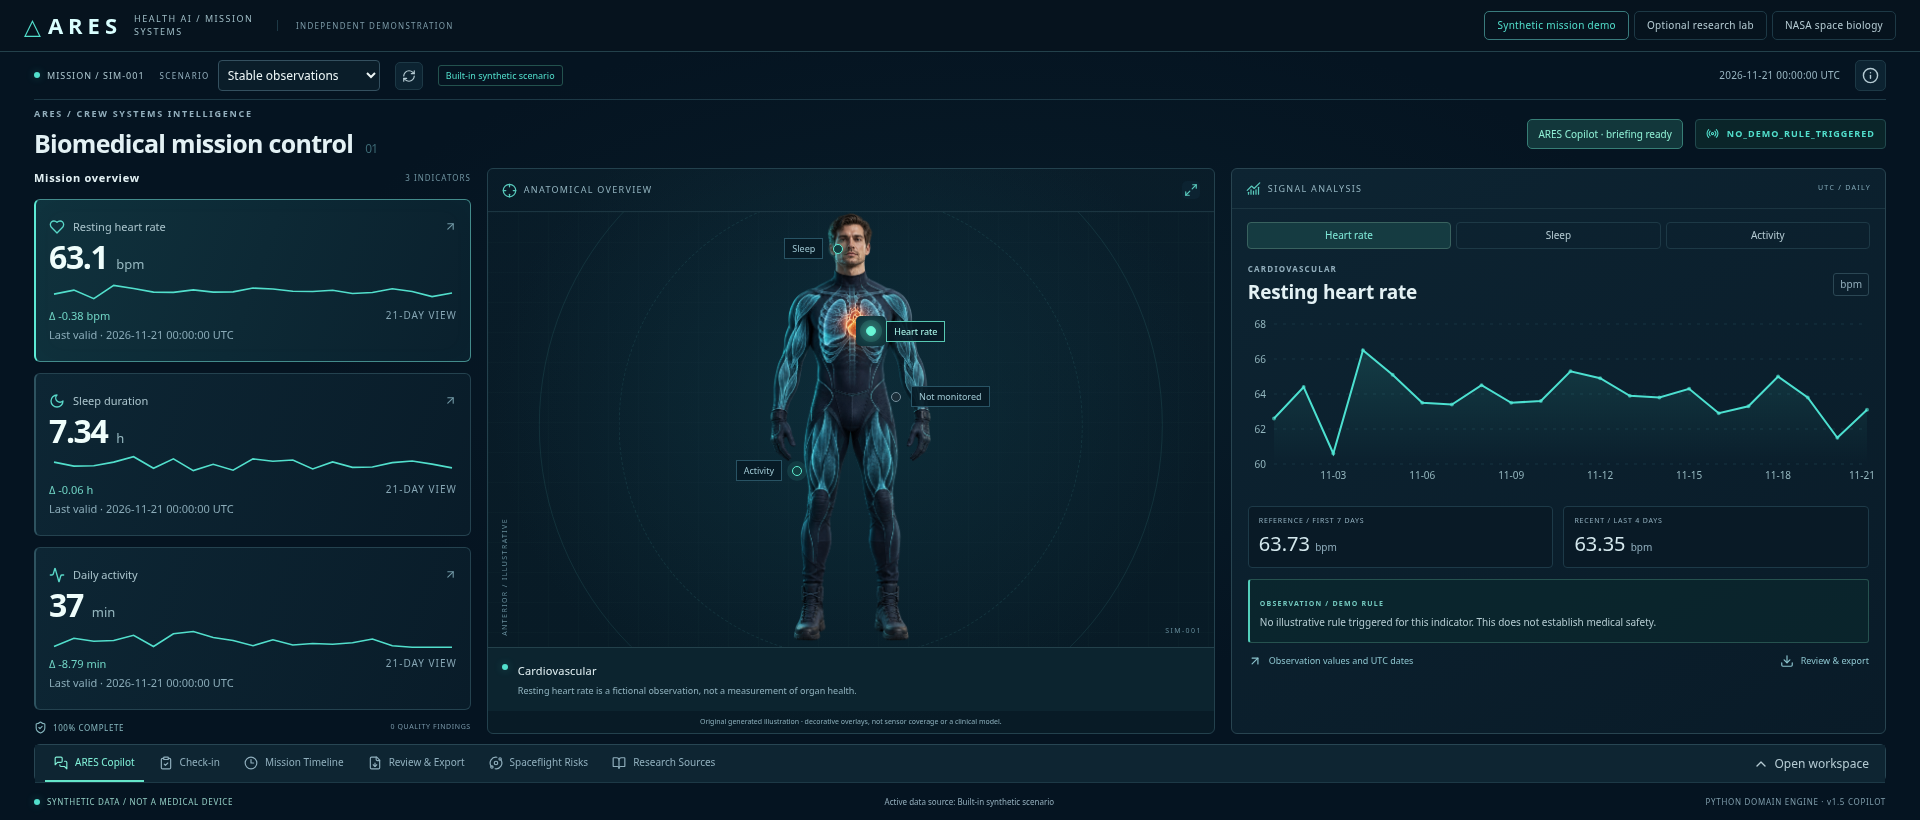 ARES
HEALTH AI / MISSION
SYSTEMS
INDEPENDENT DEMONSTRATION
Synthetic mission demo
Optional research lab
NASA space biology
MISSION / SIM-001
SCENARIO
Stable observations
Built-in synthetic scenario
2026-11-21 00:00:00 UTC
ARES / CREW SYSTEMS INTELLIGENCE
Biomedical mission control 01
ARES Copilot · briefing ready
NO_DEMO_RULE_TRIGGERED
Mission overview
3 INDICATORS
Resting heart rate
63.1 bpm
Δ -0.38 bpm
21-DAY VIEW
Last valid · 2026-11-21 00:00:00 UTC
Sleep duration
7.34 h
Δ -0.06 h
21-DAY VIEW
Last valid · 2026-11-21 00:00:00 UTC
Daily activity
37 min
Δ -8.79 min
21-DAY VIEW
Last valid · 2026-11-21 00:00:00 UTC
100% COMPLETE
0 QUALITY FINDINGS
ANATOMICAL OVERVIEW
Sleep
Heart rate
Not monitored
Activity
ANTERIOR / ILLUSTRATIVE
SIM-001
Cardiovascular
Resting heart rate is a fictional observation, not a measurement of organ health.
Original generated illustration · decorative overlays, not sensor coverage or a clinical model.
SIGNAL ANALYSIS
UTC / DAILY
Heart rate
Sleep
Activity
CARDIOVASCULAR
Resting heart rate
bpm
68
66
64
62
60
11-03
11-06
11-09
11-12
11-15
11-18
11-21
REFERENCE / FIRST 7 DAYS
63.73 bpm
RECENT / LAST 4 DAYS
63.35 bpm
OBSERVATION / DEMO RULE
No illustrative rule triggered for this indicator. This does not establish medical safety.
Observation values and UTC dates
Review & export
ARES Copilot
Check-in
Mission Timeline
Review & Export
Spaceflight Risks
Research Sources
Open workspace
SYNTHETIC DATA / NOT A MEDICAL DEVICE
Active data source: Built-in synthetic scenario
PYTHON DOMAIN ENGINE · v1.5 COPILOT